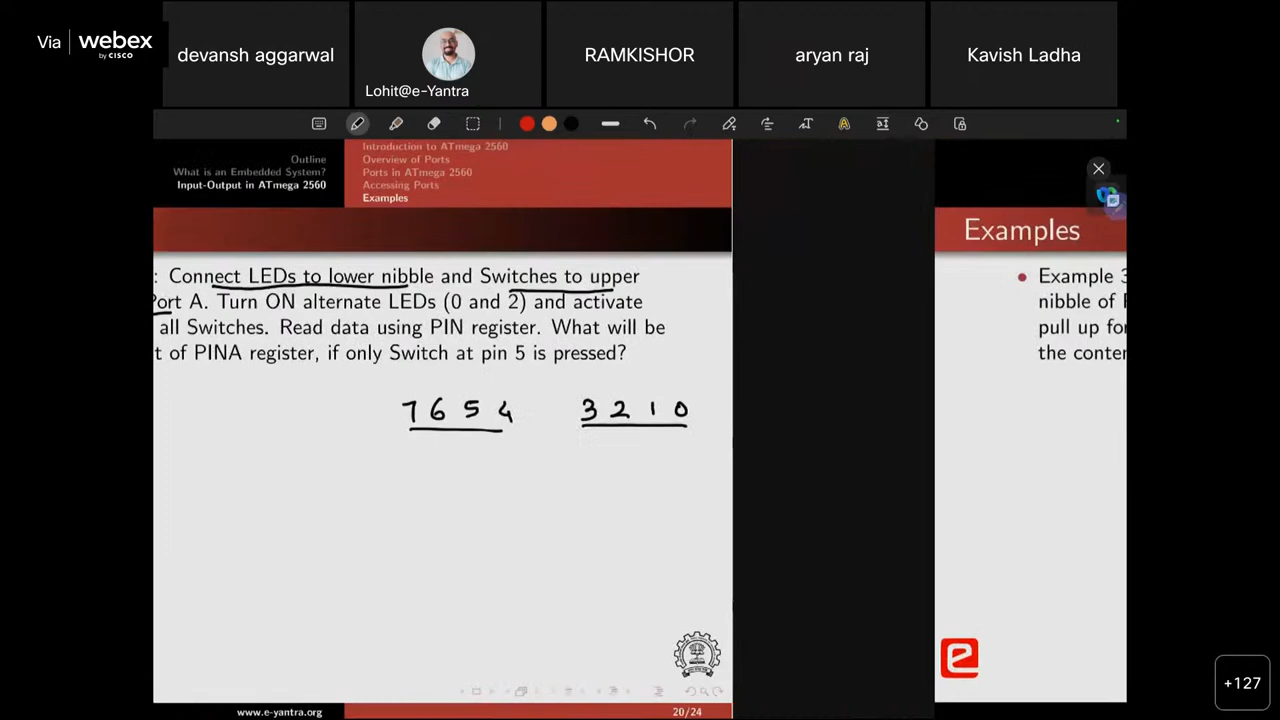 Via webex
by CISCO
devansh aggarwal
Lohit@e-Yantra
RAMKISHOR
aryan raj
Kavish Ladha
Outline
What is an Embedded System?
Input-Output in ATmega 2560
Introduction to ATmega 2560
Overview of Ports
Ports in ATmega 2560
Accessing Ports
Examples
: Connect LEDs to lower nibble and Switches to upper
Port A. Turn ON alternate LEDs (0 and 2) and activate
all Switches. Read data using PIN register. What will be
t of PINA register, if only Switch at pin 5 is pressed?
7 6 5 4 3 2 1 0
www.e-yantra.org
20/24
Examples
Example 3
nibble of P
pull up for
the conten
+127